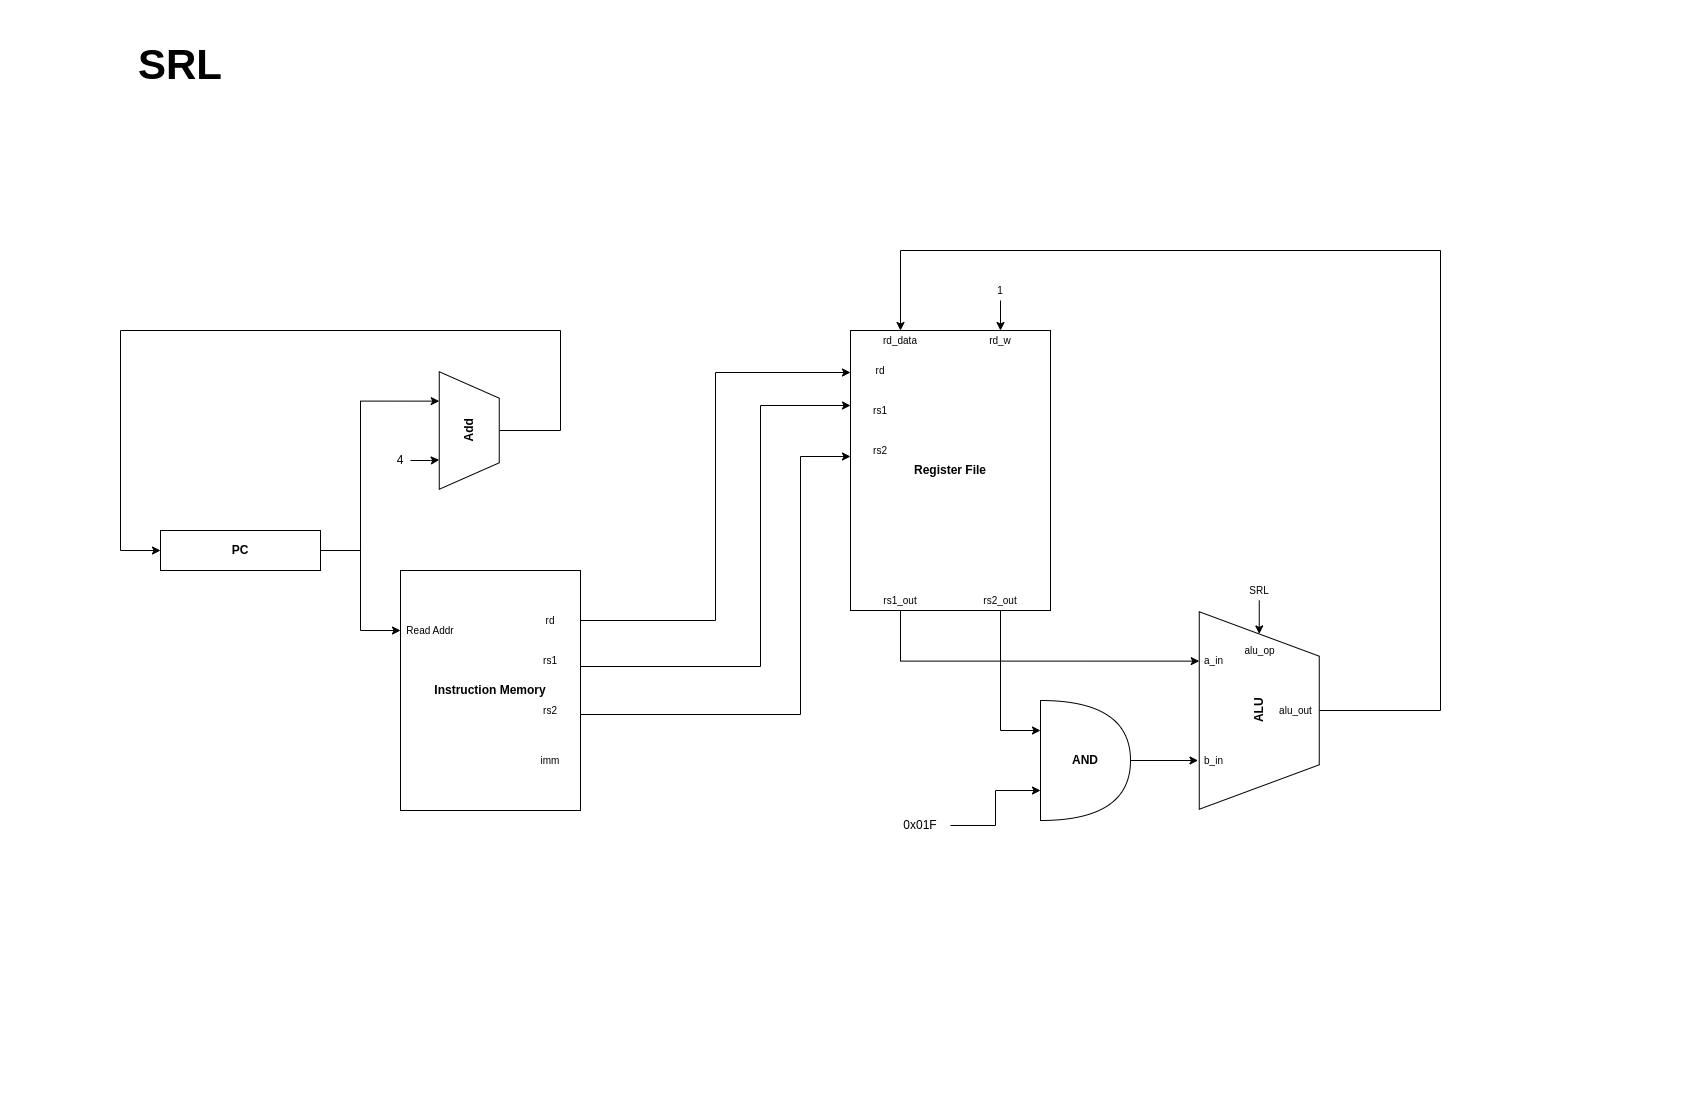 SRL
1
rd_data
rd_w
rd
rs1
rs2
Register File
rs1_out
rs2_out
Add
4
PC
Read Addr
rd
rs1
Instruction Memory
rs2
imm
SRL
alu_op
a_in
ALU
alu_out
b_in
AND
0x01F